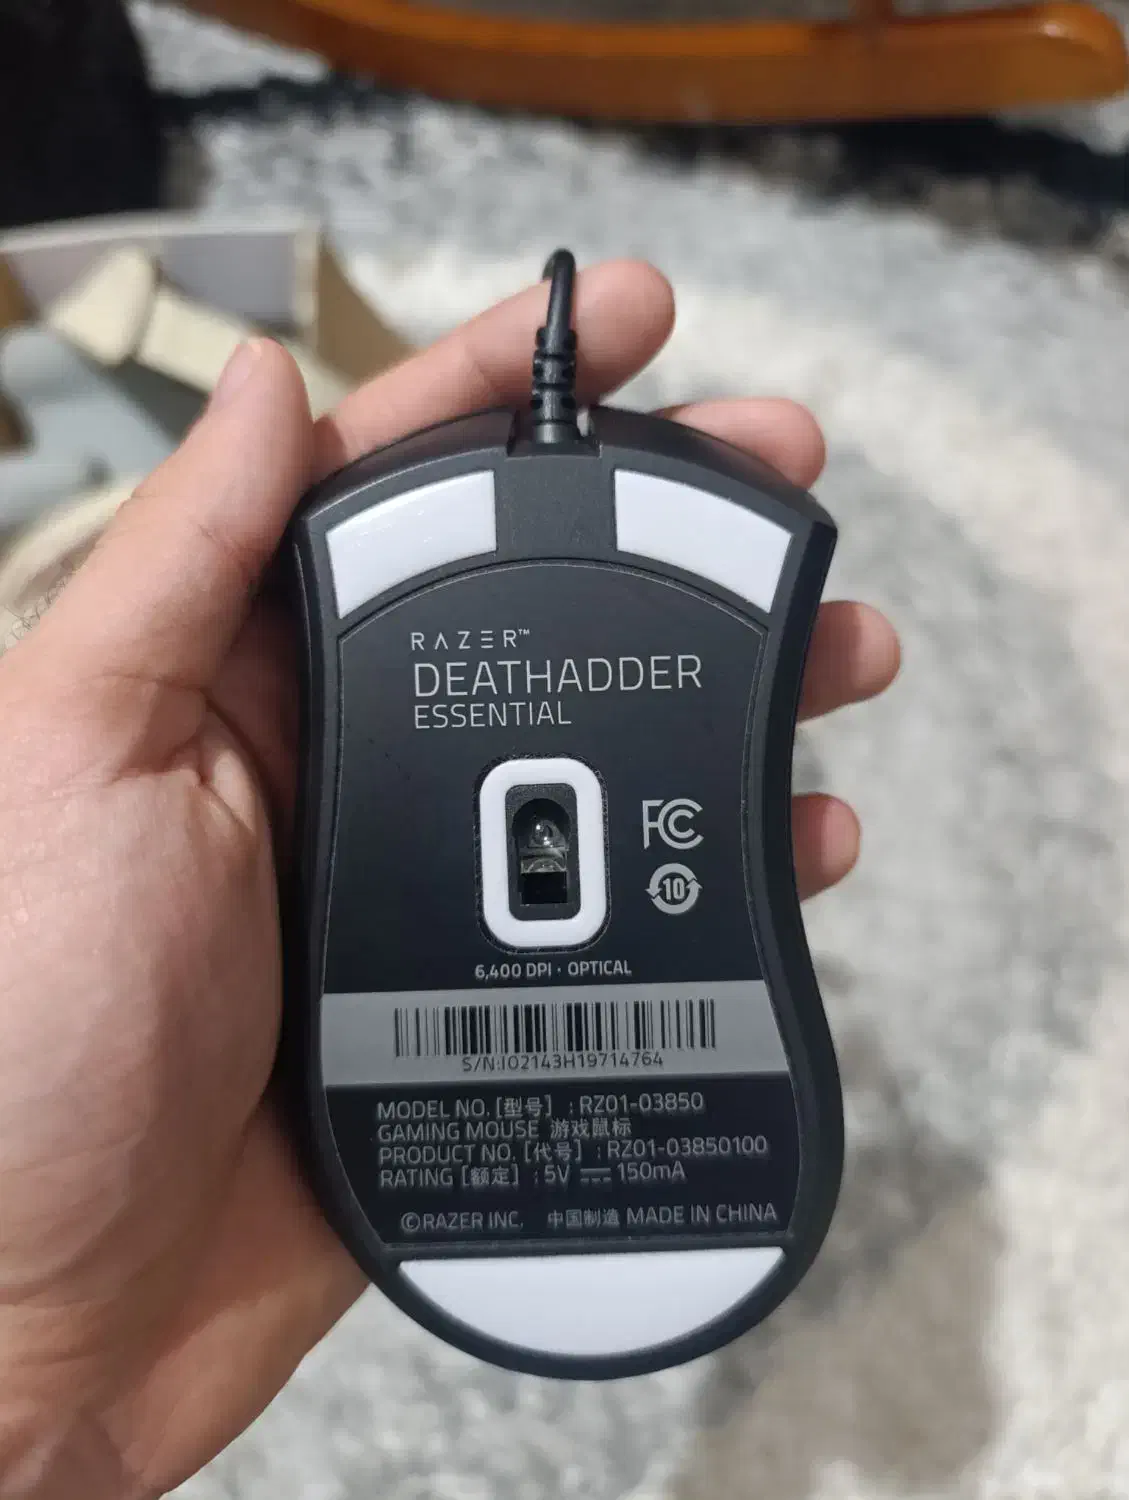 RAZER™
DEATHADDER
ESSENTIAL
FC
10
6,400 DPI · OPTICAL
S/N:IO2143H19714764
MODEL NO. [型号] : RZ01-03850
GAMING MOUSE 游戏鼠标
PRODUCT NO. [代号] : RZ01-03850100
RATING [额定] : 5V ⎓ 150mA
©RAZER INC. 中国制造 MADE IN CHINA